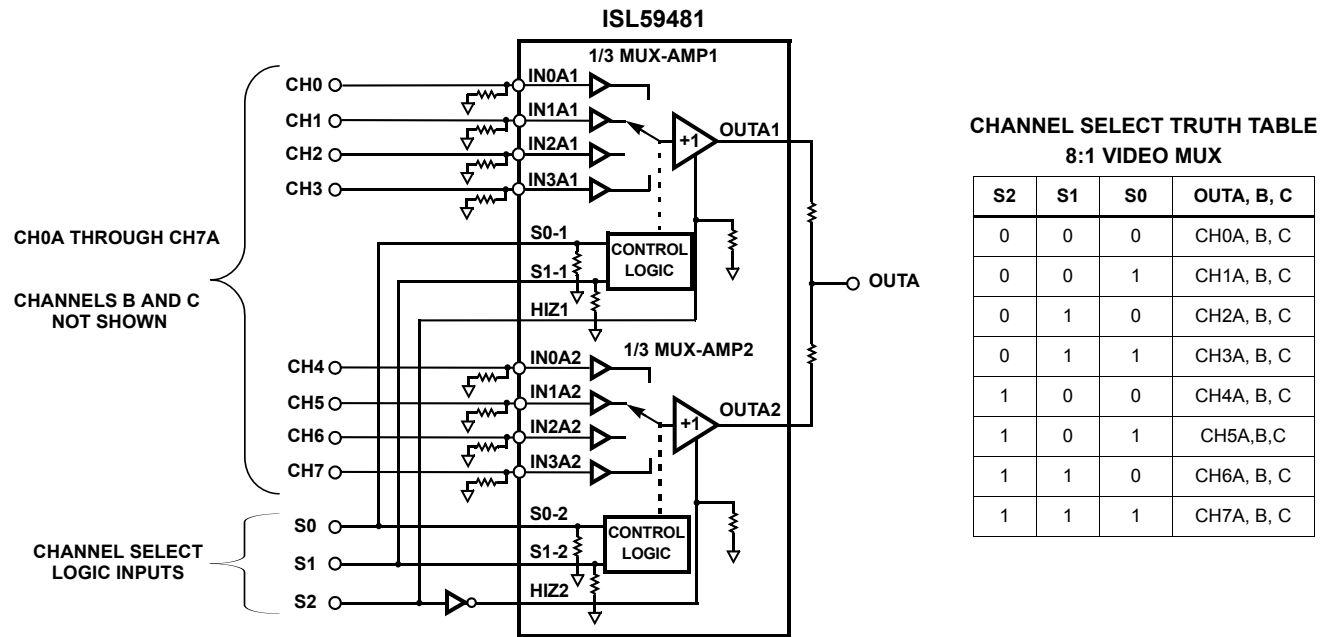 ISL59481
1/3 MUX-AMP1
CH0
IN0A1
CH1
IN1A1
CH2
IN2A1
CH3
IN3A1
+1
OUTA1
CH0A THROUGH CH7A
CHANNELS B AND C
NOT SHOWN
S0-1
S1-1
CONTROL
LOGIC
HIZ1
OUTA
1/3 MUX-AMP2
CH4
IN0A2
CH5
IN1A2
CH6
IN2A2
CH7
IN3A2
+1
OUTA2
CHANNEL SELECT
LOGIC INPUTS
S0
S0-2
S1
S1-2
CONTROL
LOGIC
S2
HIZ2
CHANNEL SELECT TRUTH TABLE
8:1 VIDEO MUX
S2 S1 S0 OUTA, B, C
0 0 0 CH0A, B, C
0 0 1 CH1A, B, C
0 1 0 CH2A, B, C
0 1 1 CH3A, B, C
1 0 0 CH4A, B, C
1 0 1 CH5A,B,C
1 1 0 CH6A, B, C
1 1 1 CH7A, B, C